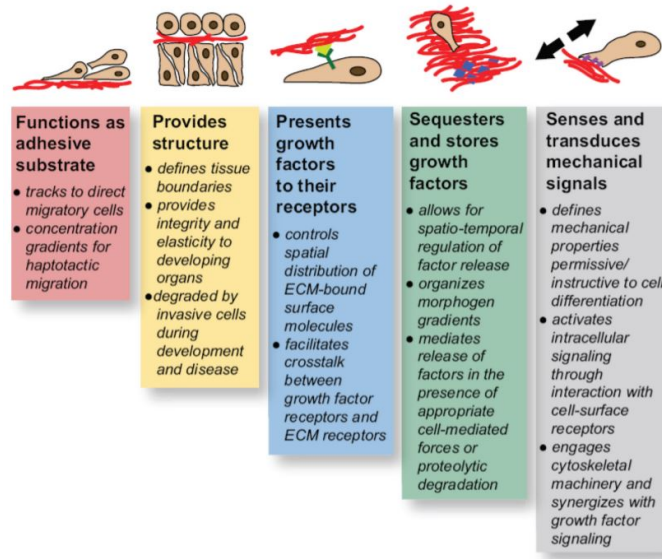 Functions as
adhesive
substrate
● tracks to direct
migratory cells
● concentration
gradients for
haptotactic
migration
Provides
structure
● defines tissue
boundaries
● provides
integrity and
elasticity to
developing
organs
● degraded by
invasive cells
during
development
and disease
Presents
growth
factors
to their
receptors
● controls
spatial
distribution of
ECM-bound
surface
molecules
● facilitates
crosstalk
between
growth factor
receptors and
ECM receptors
Sequesters
and stores
growth
factors
● allows for
spatio-temporal
regulation of
factor release
● organizes
morphogen
gradients
● mediates
release of
factors in the
presence of
appropriate
cell-mediated
forces or
proteolytic
degradation
Senses and
transduces
mechanical
signals
● defines
mechanical
properties
permissive/
instructive to cell
differentiation
● activates
intracellular
signaling
through
interaction with
cell-surface
receptors
● engages
cytoskeletal
machinery and
synergizes with
growth factor
signaling